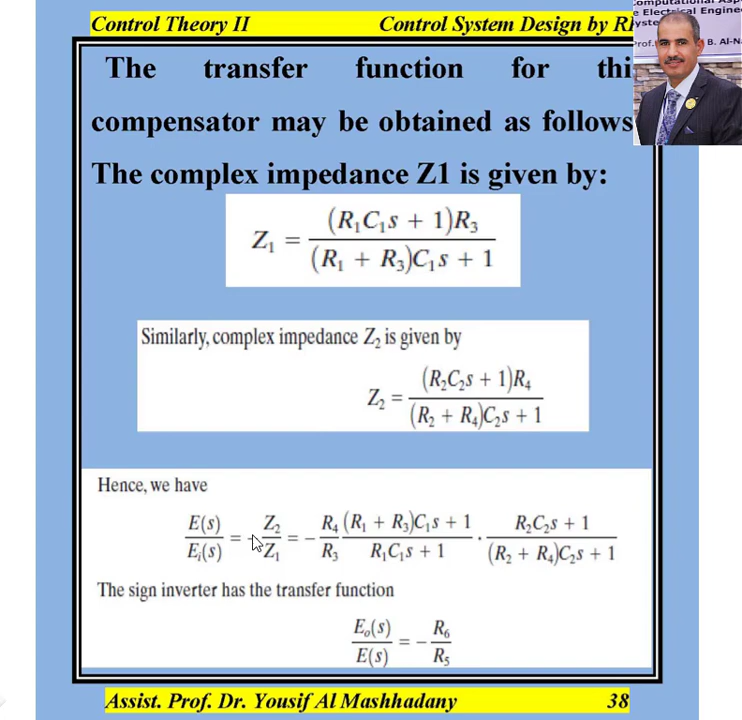 Control Theory II Control System Design by
The transfer function for
compensator may be obtained as follows
The complex impedance Z1 is given by:
Z₁ = (R₁C₁s + 1)R₃ / (R₁ + R₃)C₁s + 1
Similarly, complex impedance Z₂ is given by
Z₂ = (R₂C₂s + 1)R₄ / (R₂ + R₄)C₂s + 1
Hence, we have
E(s) / Eᵢ(s) = - Z₂ / Z₁ = - R₄ / R₃ (R₁ + R₃)C₁s + 1 / R₁C₁s + 1 · R₂C₂s + 1 / (R₂ + R₄)C₂s + 1
The sign inverter has the transfer function
Eₒ(s) / E(s) = - R₆ / R₅
Assist. Prof. Dr. Yousif Al Mashhadany 38